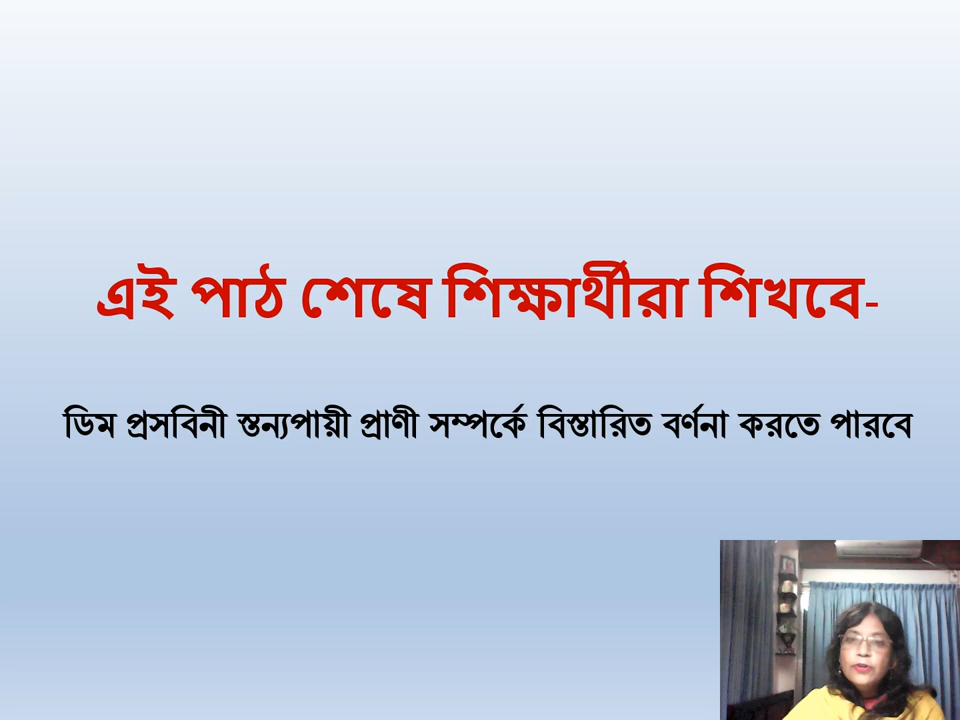 এই পাঠ শেষে শিক্ষার্থীরা শিখবে-
ডিম প্রসবিনী স্তন্যপায়ী প্রাণী সম্পর্কে বিস্তারিত বর্ণনা করতে পারবে